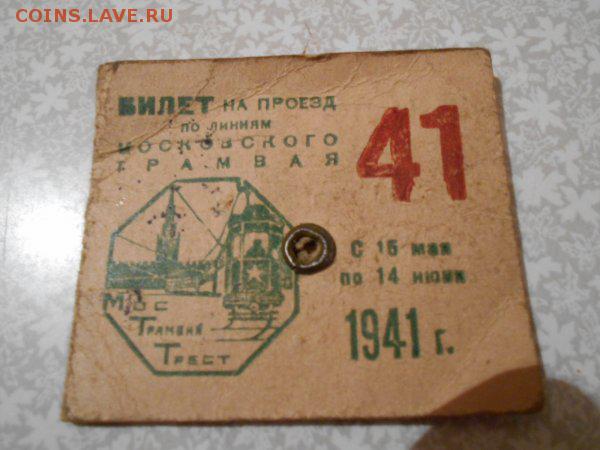 COINS.LAVE.RU
БИЛЕТ НА ПРОЕЗД
ПО ЛИНИЯМ
МОСКОВСКОГО
ТРАМВАЯ
41
С 15 мая
по 14 июня
1941 г.
Мос
Трамвай
Трест